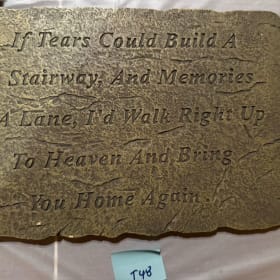 If Tears Could Build A
Stairway, And Memories
A Lane, I'd Walk Right Up
To Heaven And Bring
You Home Again.
T48